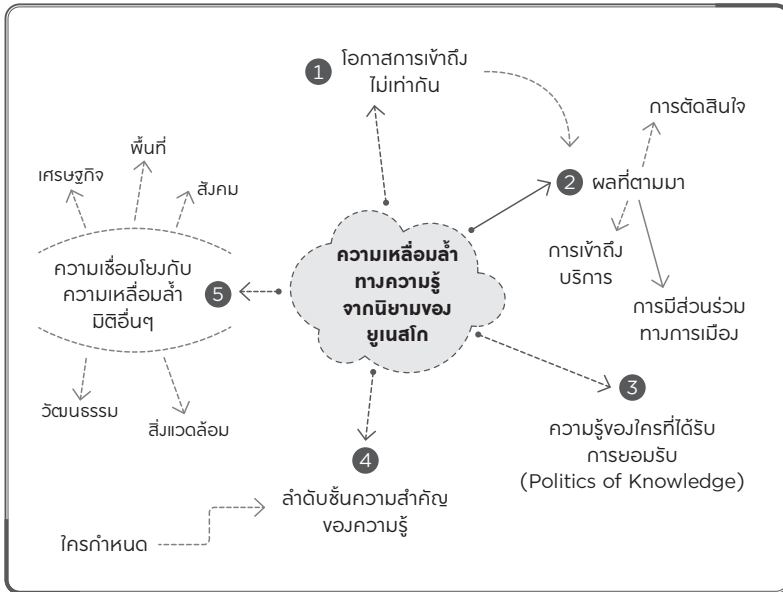 ความเหลื่อมล้ำ
ทางความรู้
จากนิยามของ
ยูเนสโก
1
โอกาสการเข้าถึง
ไม่เท่ากัน
2
ผลที่ตามมา
การตัดสินใจ
การเข้าถึง
บริการ
การมีส่วนร่วม
ทางการเมือง
3
ความรู้ของใครที่ได้รับ
การยอมรับ
(Politics of Knowledge)
4
ลำดับชั้นความสำคัญ
ของความรู้
ใครกำหนด
5
ความเชื่อมโยงกับ
ความเหลื่อมล้ำ
มิติอื่นๆ
เศรษฐกิจ
พื้นที่
สังคม
วัฒนธรรม
สิ่งแวดล้อม